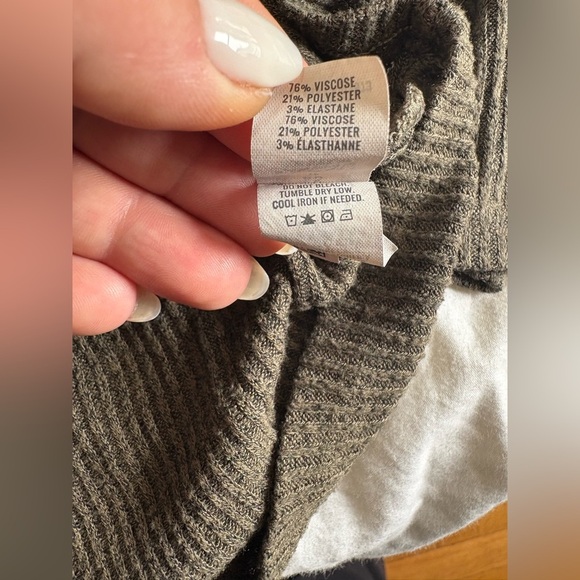 76% VISCOSE
21% POLYESTER
3% ELASTANE
76% VISCOSE
21% POLYESTER
3% ÉLASTHANNE
DO NOT BLEACH.
TUMBLE DRY LOW.
COOL IRON IF NEEDED.